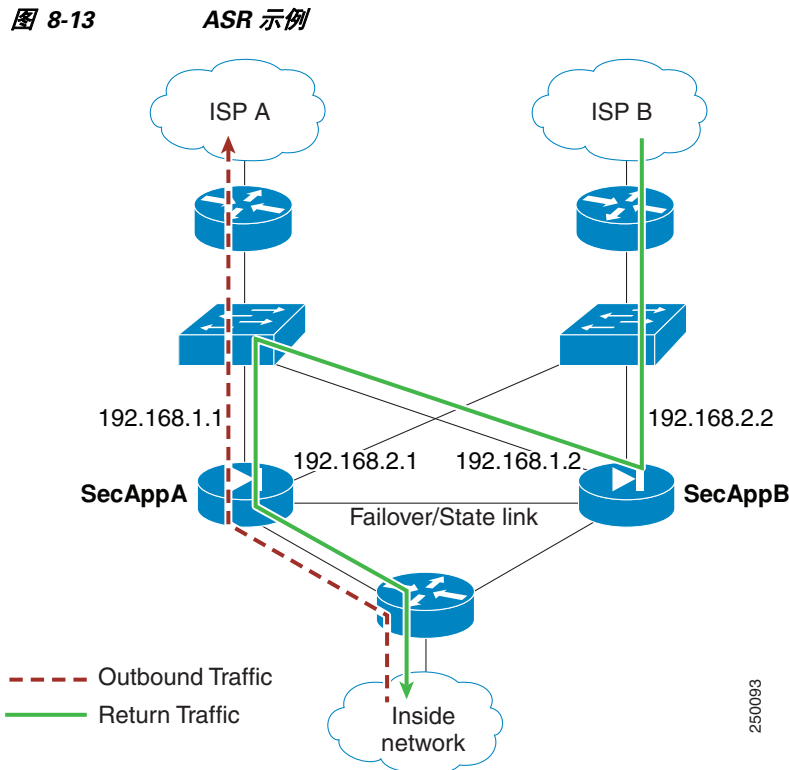 图 8-13 ASR 示例
ISP A
ISP B
192.168.1.1
192.168.2.2
192.168.2.1
192.168.1.2
SecAppA
SecAppB
Failover/State link
Outbound Traffic
Return Traffic
Inside
network
250093